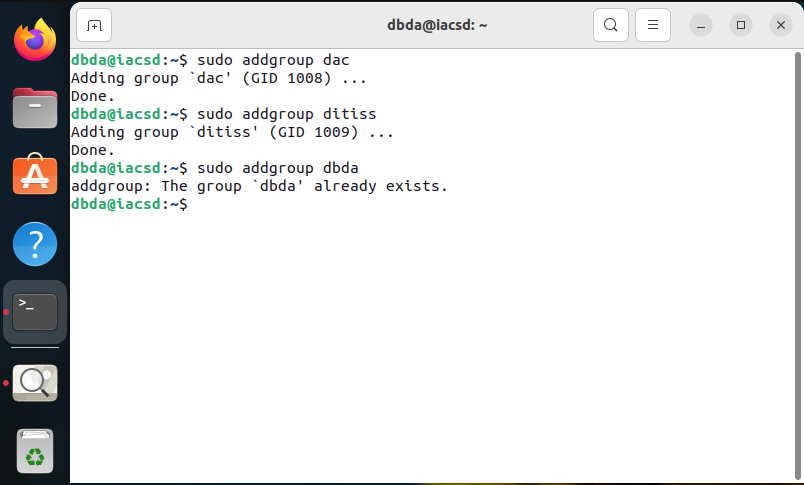 dbda@iacsd: ~
dbda@iacsd:~$ sudo addgroup dac
Adding group `dac' (GID 1008) ...
Done.
dbda@iacsd:~$ sudo addgroup ditiss
Adding group `ditiss' (GID 1009) ...
Done.
dbda@iacsd:~$ sudo addgroup dbda
addgroup: The group `dbda' already exists.
dbda@iacsd:~$